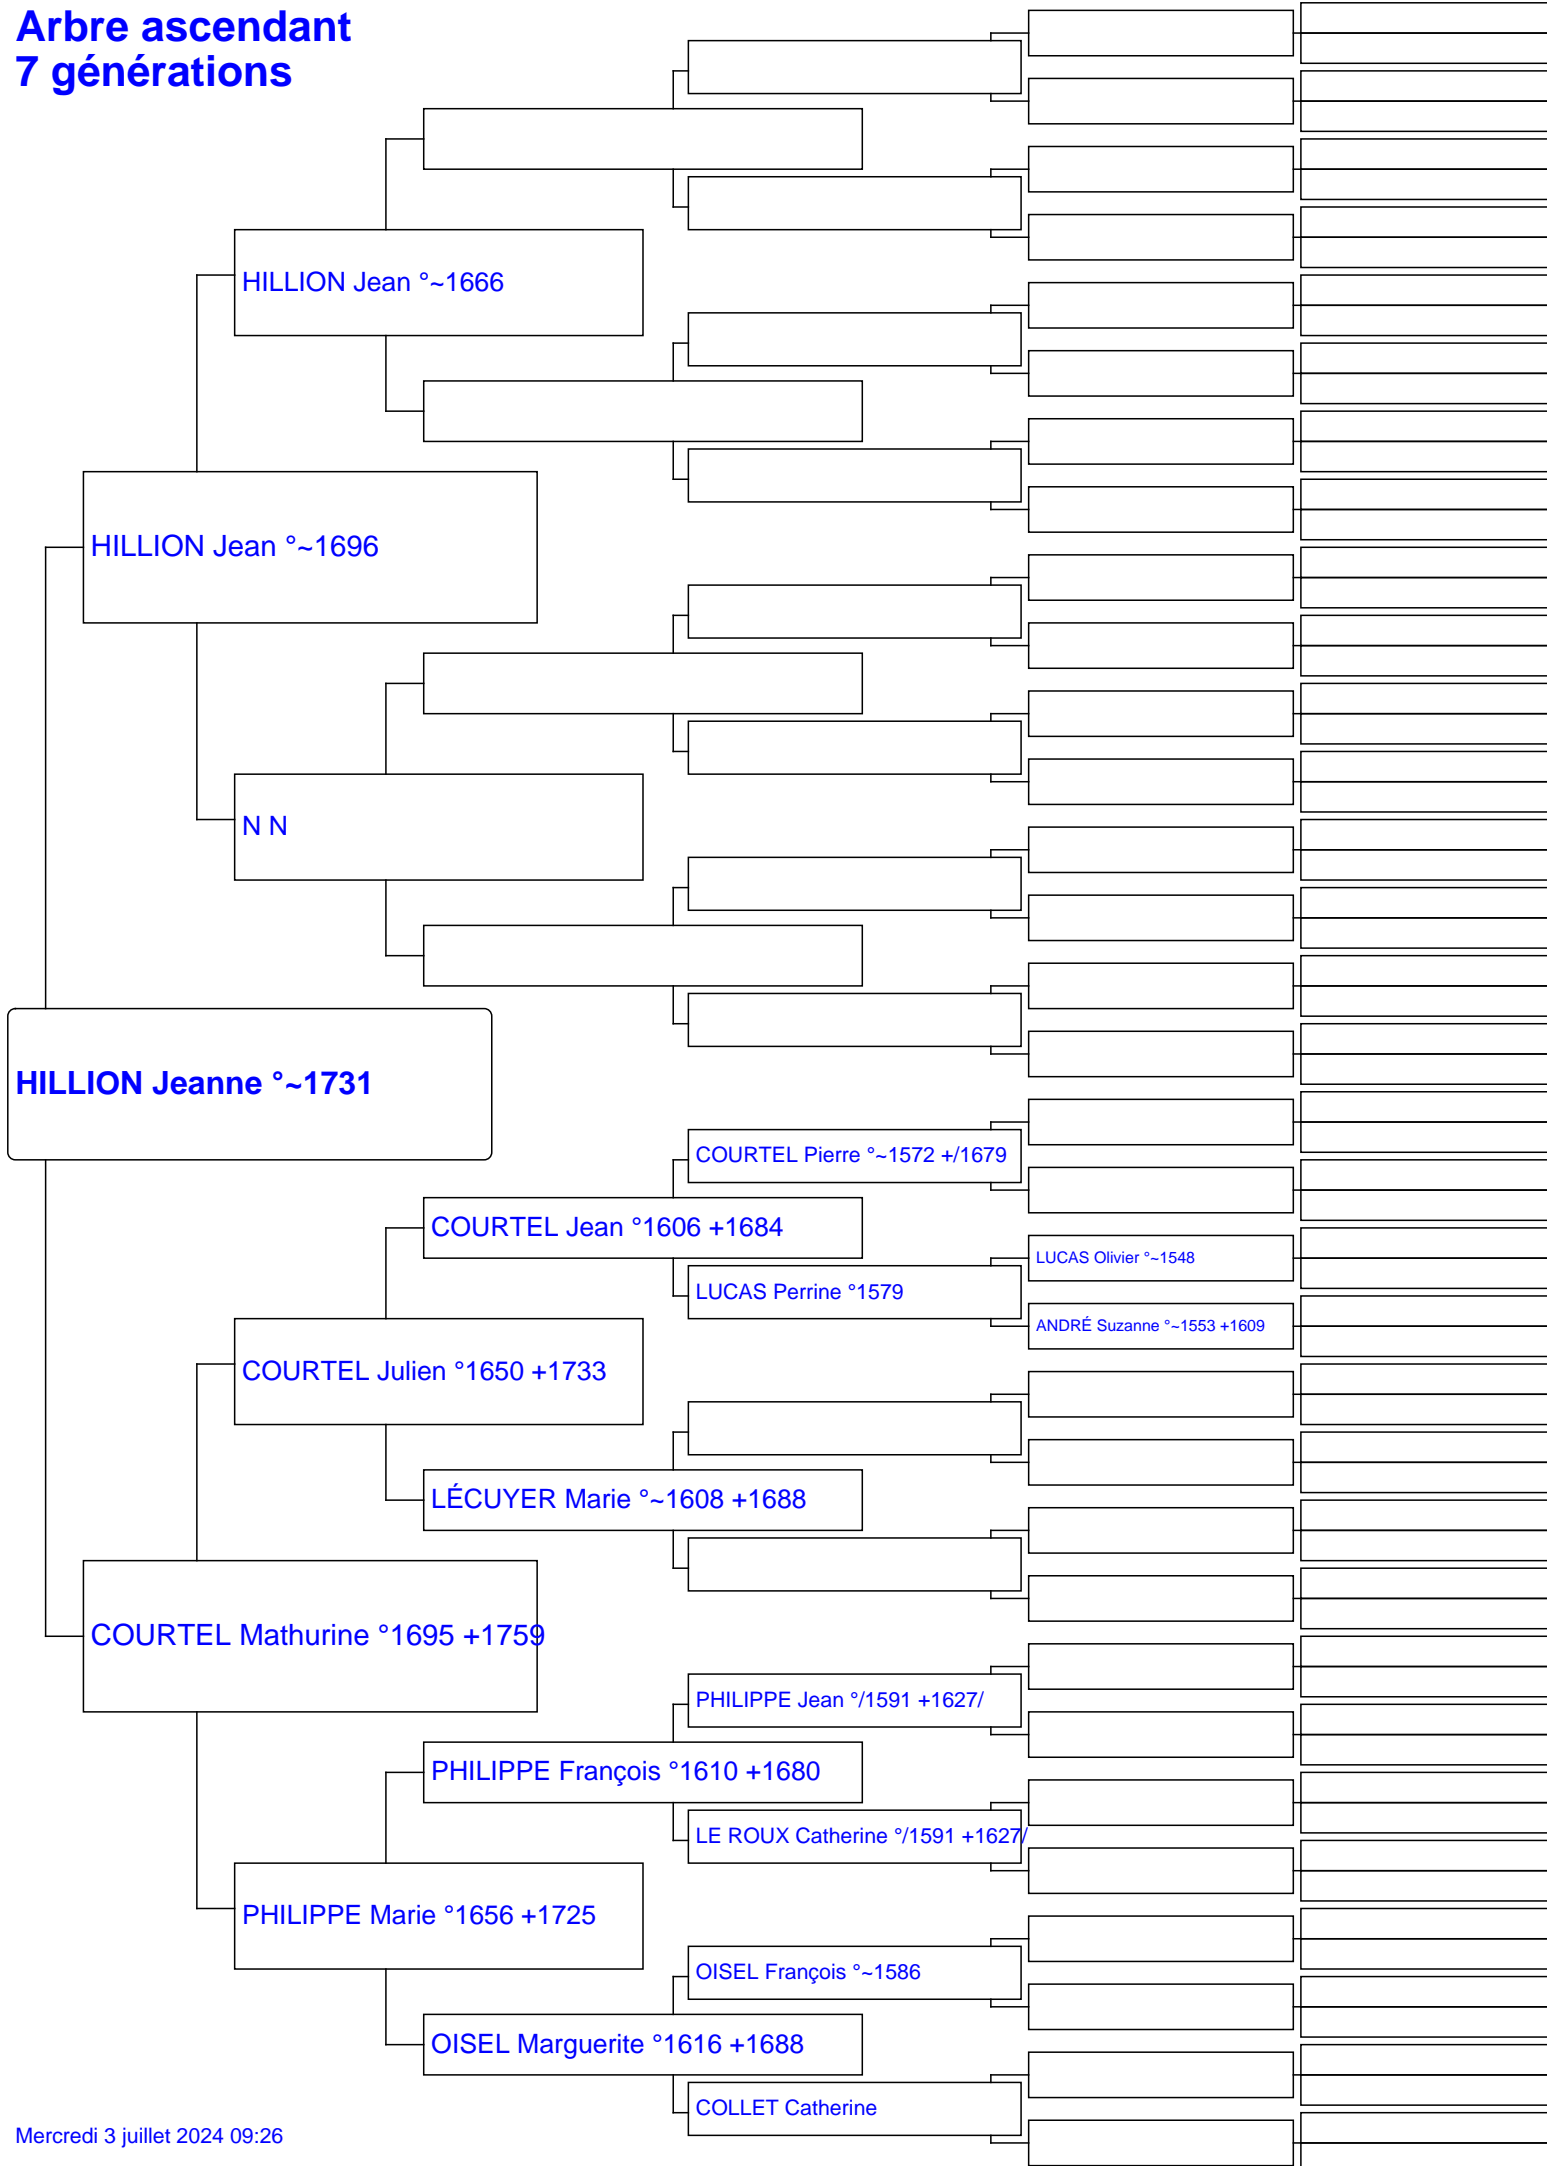 Arbre ascendant
7 générations
HILLION Jean °~1666
HILLION Jean °~1696
N N
HILLION Jeanne °~1731
COURTEL Pierre °~1572 +/1679
COURTEL Jean °1606 +1684
LUCAS Olivier °~1548
LUCAS Perrine °1579
ANDRÉ Suzanne °~1553 +1609
COURTEL Julien °1650 +1733
LÉCUYER Marie °~1608 +1688
COURTEL Mathurine °1695 +1759
PHILIPPE Jean °/1591 +1627/
PHILIPPE François °1610 +1680
LE ROUX Catherine °/1591 +1627/
PHILIPPE Marie °1656 +1725
OISEL François °~1586
OISEL Marguerite °1616 +1688
COLLET Catherine
Mercredi 3 juillet 2024 09:26